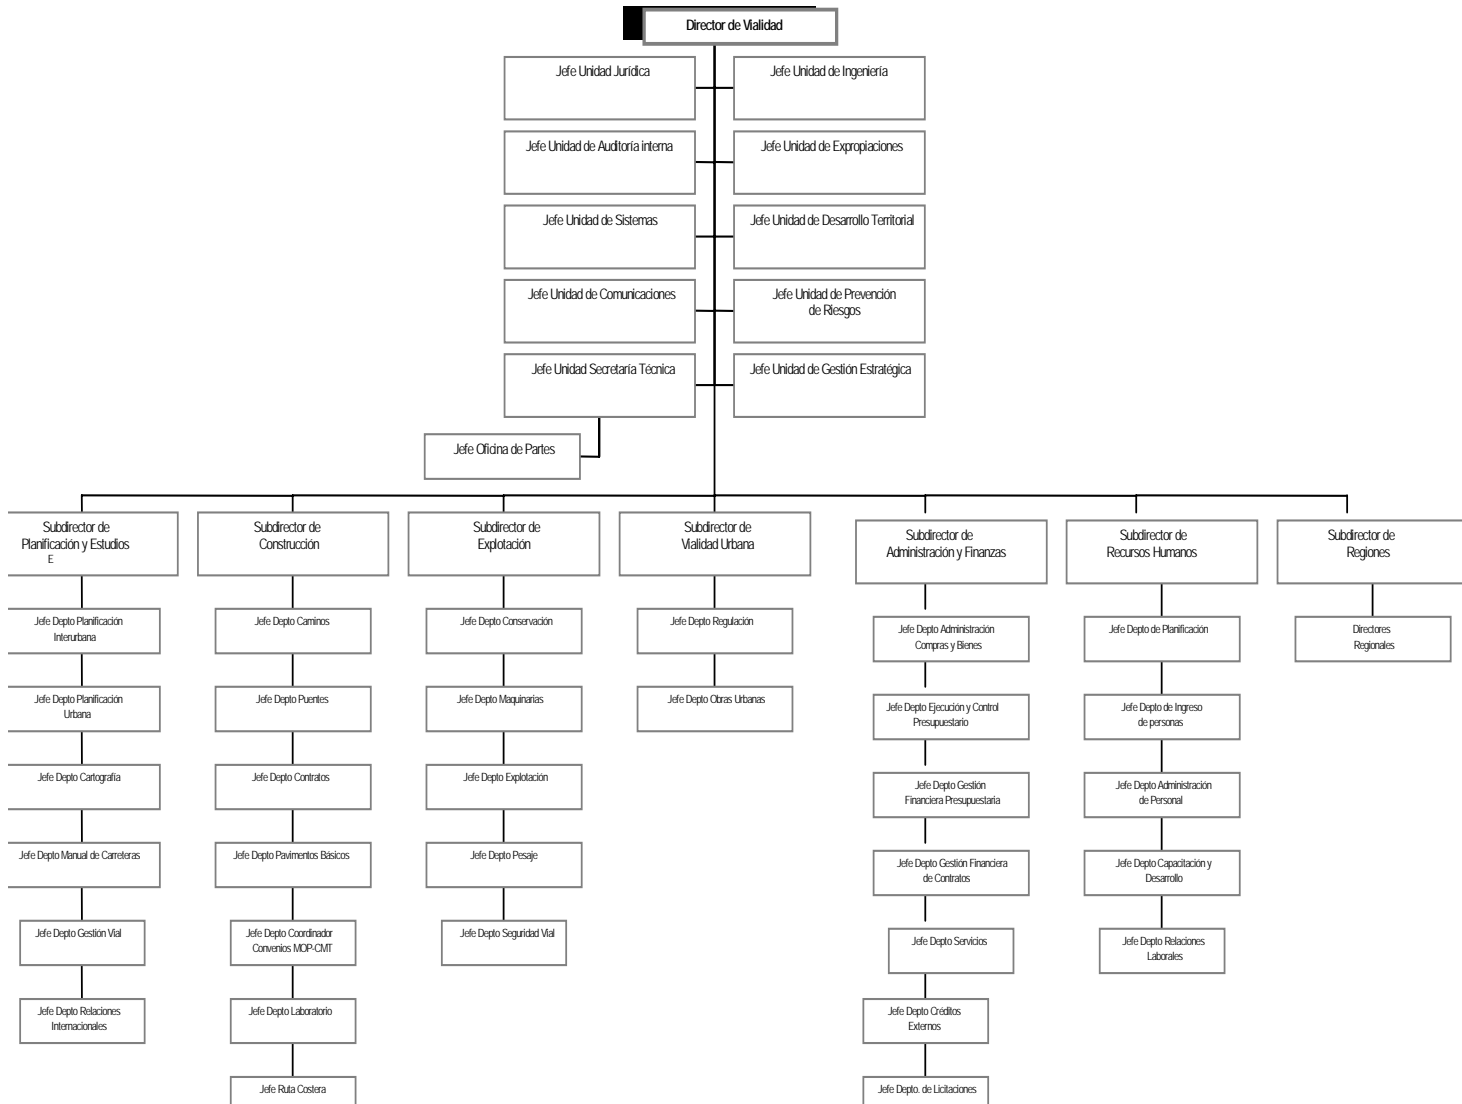 Director de Vialidad
Jefe Unidad Jurídica
Jefe Unidad de Ingeniería
Jefe Unidad de Auditoría interna
Jefe Unidad de Expropiaciones
Jefe Unidad de Sistemas
Jefe Unidad de Desarrollo Territorial
Jefe Unidad de Comunicaciones
Jefe Unidad de Prevención
de Riesgos
Jefe Unidad Secretaría Técnica
Jefe Unidad de Gestión Estratégica
Jefe Oficina de Partes
Subdirector de
Planificación y Estudios
E
Jefe Depto Planificación
Interurbana
Jefe Depto Planificación
Urbana
Jefe Depto Cartografía
Jefe Depto Manual de Carreteras
Jefe Depto Gestión Vial
Jefe Depto Relaciones
Internacionales
Subdirector de
Construcción
Jefe Depto Caminos
Jefe Depto Puentes
Jefe Depto Contratos
Jefe Depto Pavimentos Básicos
Jefe Depto Coordinador
Convenios MOP-CMT
Jefe Depto Laboratorio
Jefe Ruta Costera
Subdirector de
Explotación
Jefe Depto Conservación
Jefe Depto Maquinarias
Jefe Depto Explotación
Jefe Depto Pesaje
Jefe Depto Seguridad Vial
Subdirector de
Vialidad Urbana
Jefe Depto Regulación
Jefe Depto Obras Urbanas
Subdirector de
Administración y Finanzas
Jefe Depto Administración
Compras y Bienes
Jefe Depto Ejecución y Control
Presupuestario
Jefe Depto Gestión
Financiera Presupuestaria
Jefe Depto Gestión Financiera
de Contratos
Jefe Depto Servicios
Jefe Depto Créditos
Externos
Jefe Depto. de Licitaciones
Subdirector de
Recursos Humanos
Jefe Depto de Planificación
Jefe Depto de Ingreso
de personas
Jefe Depto Administración
de Personal
Jefe Depto Capacitación y
Desarrollo
Jefe Depto Relaciones
Laborales
Subdirector de
Regiones
Directores
Regionales